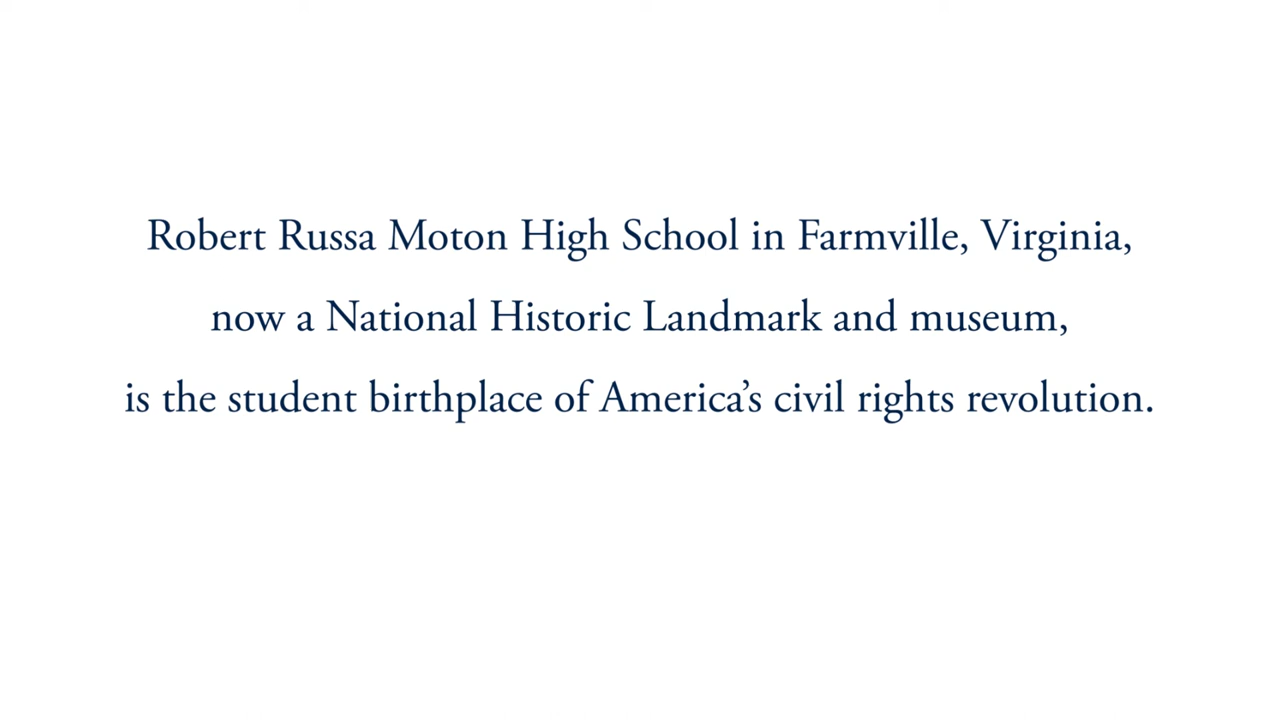 Robert Russa Moton High School in Farmville, Virginia,
now a National Historic Landmark and museum,
is the student birthplace of America’s civil rights revolution.